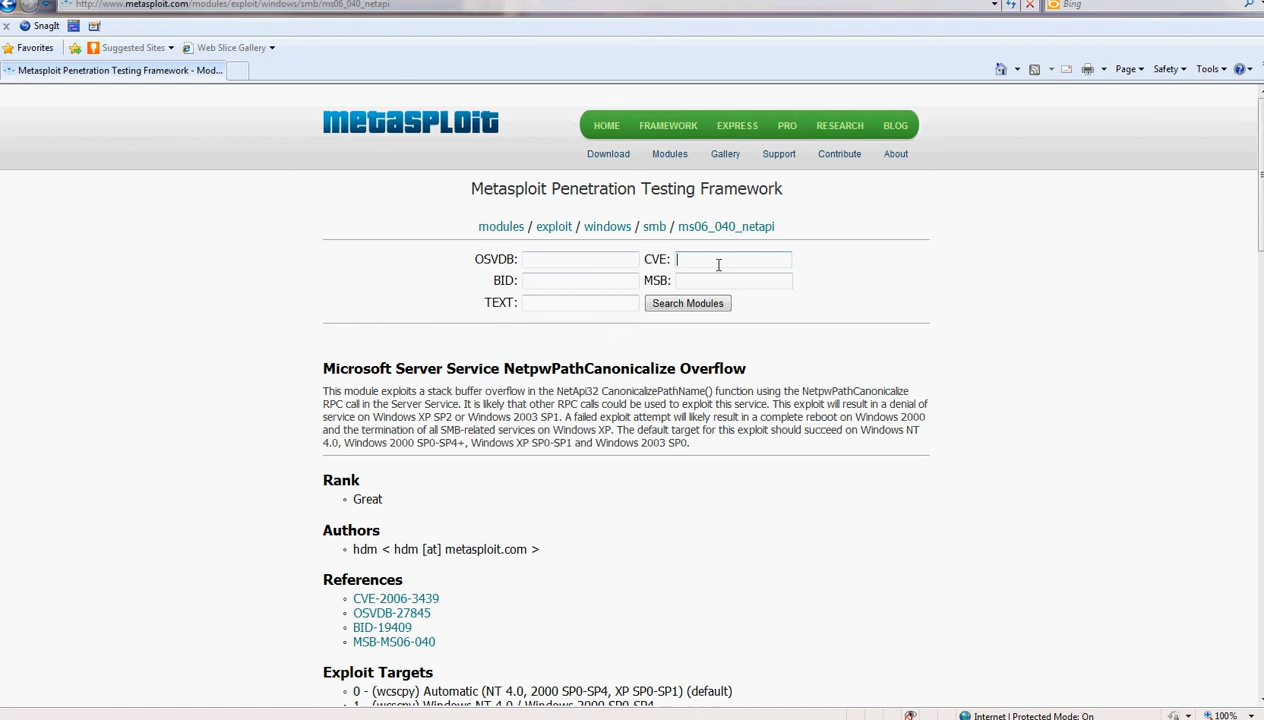 http://www.metasploit.com/modules/exploit/windows/smb/ms06_040_netapi
Bing
SnagIt
Favorites
Suggested Sites
Web Slice Gallery
Metasploit Penetration Testing Framework - Mod...
Page
Safety
Tools
metasploit
HOME FRAMEWORK EXPRESS PRO RESEARCH BLOG
Download Modules Gallery Support Contribute About
Metasploit Penetration Testing Framework
modules / exploit / windows / smb / ms06_040_netapi
OSVDB: CVE:
BID: MSB:
TEXT: Search Modules
Microsoft Server Service NetpwPathCanonicalize Overflow
This module exploits a stack buffer overflow in the NetApi32 CanonicalizePathName() function using the NetpwPathCanonicalize
RPC call in the Server Service. It is likely that other RPC calls could be used to exploit this service. This exploit will result in a denial of
service on Windows XP SP2 or Windows 2003 SP1. A failed exploit attempt will likely result in a complete reboot on Windows 2000
and the termination of all SMB-related services on Windows XP. The default target for this exploit should succeed on Windows NT
4.0, Windows 2000 SP0-SP4+, Windows XP SP0-SP1 and Windows 2003 SP0.
Rank
Great
Authors
hdm < hdm [at] metasploit.com >
References
CVE-2006-3439
OSVDB-27845
BID-19409
MSB-MS06-040
Exploit Targets
0 - (wcscpy) Automatic (NT 4.0, 2000 SP0-SP4, XP SP0-SP1) (default)
1 - (wcscpy) Windows NT 4.0 / Windows 2000 SP0-SP4
Internet | Protected Mode: On
100%